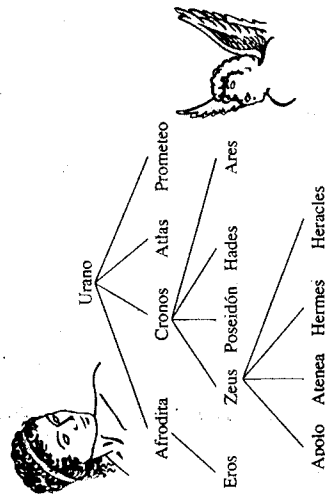 Urano
Afrodita Cronos Atlas Prometeo
Eros Zeus Poseidón Hades Ares
Apolo Atenea Hermes Heracles